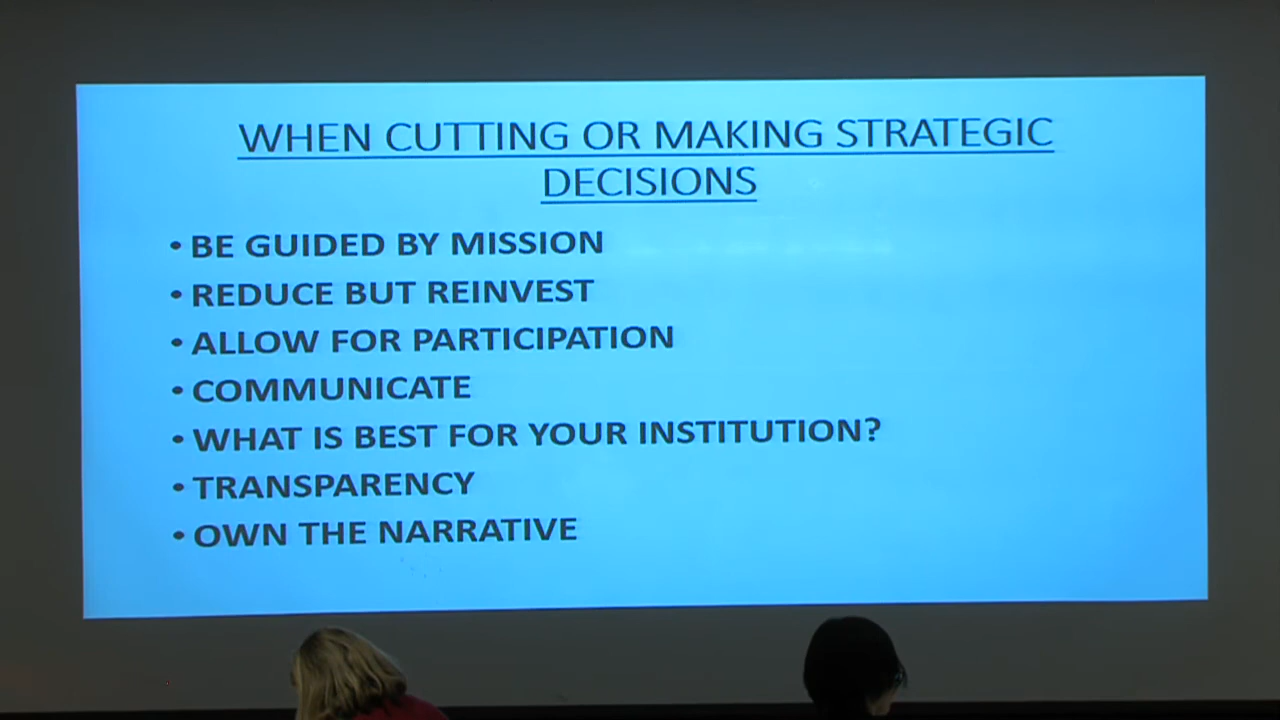 WHEN CUTTING OR MAKING STRATEGIC
DECISIONS
• BE GUIDED BY MISSION
• REDUCE BUT REINVEST
• ALLOW FOR PARTICIPATION
• COMMUNICATE
• WHAT IS BEST FOR YOUR INSTITUTION?
• TRANSPARENCY
• OWN THE NARRATIVE